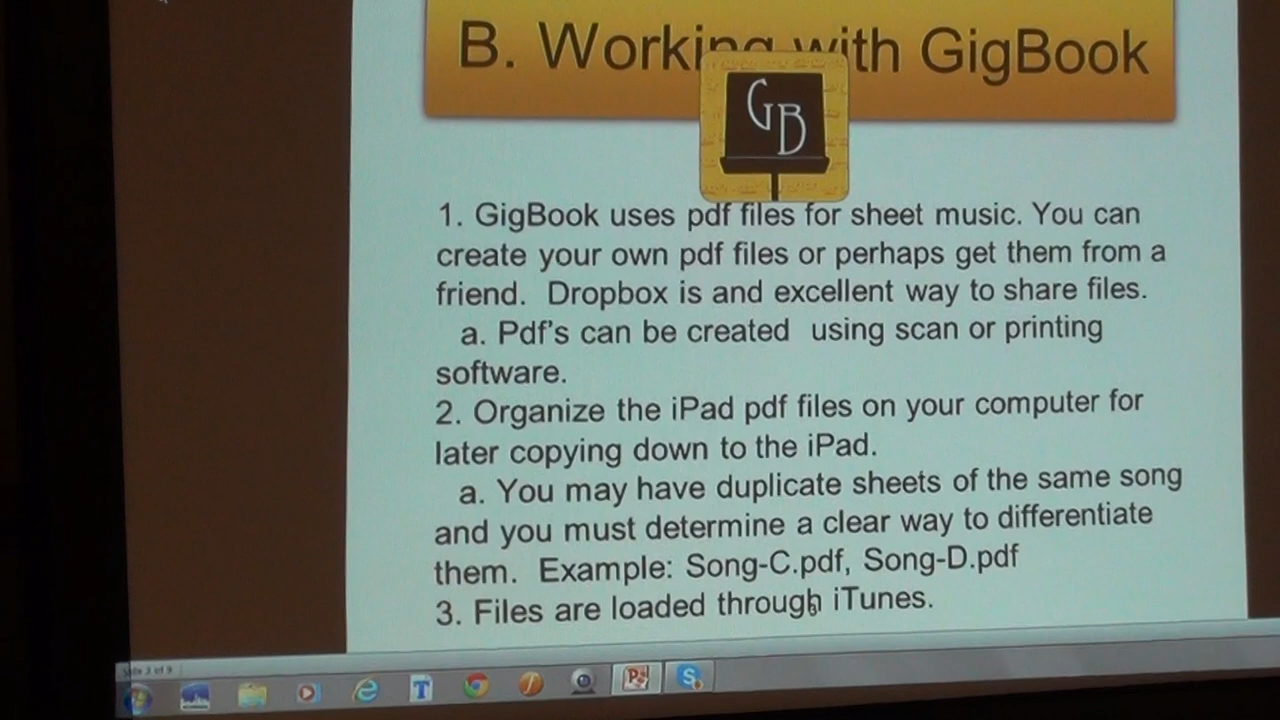 B. Working with GigBook
GB
1. GigBook uses pdf files for sheet music. You can
create your own pdf files or perhaps get them from a
friend. Dropbox is and excellent way to share files.
a. Pdf's can be created using scan or printing
software.
2. Organize the iPad pdf files on your computer for
later copying down to the iPad.
a. You may have duplicate sheets of the same song
and you must determine a clear way to differentiate
them. Example: Song-C.pdf, Song-D.pdf
3. Files are loaded through iTunes.
Slide 3 of 9